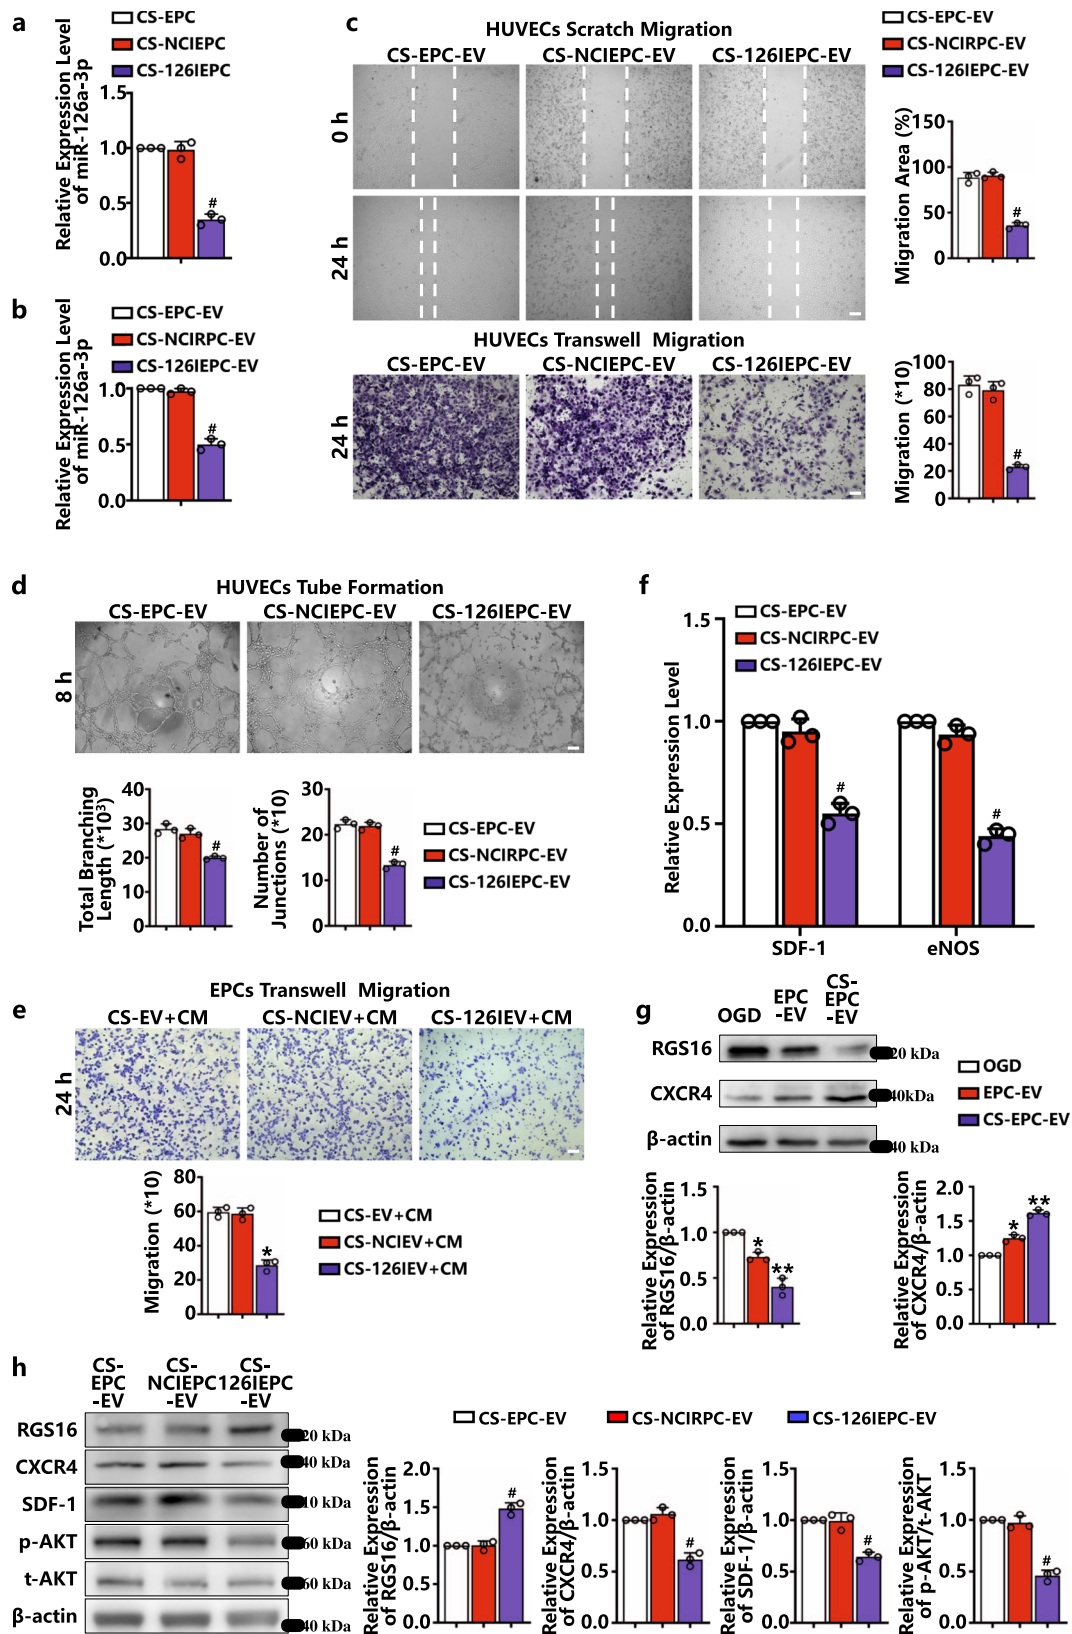 a
CS-EPC
CS-NCIEPC
CS-126IEPC
Relative Expression Level
of miR-126a-3p
1.5
1.0
0.5
0.0
#
b
CS-EPC-EV
CS-NCIRPC-EV
CS-126IEPC-EV
Relative Expression Level
of miR-126a-3p
1.0
0.5
0.0
#
c
HUVECs Scratch Migration
CS-EPC-EV CS-NCIEPC-EV CS-126IEPC-EV
0 h
24 h
CS-EPC-EV
CS-NCIRPC-EV
CS-126IEPC-EV
Migration Area (%)
150
100
50
0
#
HUVECs Transwell Migration
CS-EPC-EV CS-NCIEPC-EV CS-126IEPC-EV
24 h
Migration (*10)
100
80
60
40
20
0
#
d
HUVECs Tube Formation
CS-EPC-EV CS-NCIEPC-EV CS-126IEPC-EV
8 h
Total Branching
Length (*10³)
40
30
20
10
0
#
Number of
Junctions (*10)
30
20
10
0
#
CS-EPC-EV
CS-NCIRPC-EV
CS-126IEPC-EV
e
EPCs Transwell Migration
CS-EV+CM CS-NCIEV+CM CS-126IEV+CM
24 h
Migration (*10)
80
60
40
20
0
*
CS-EV+CM
CS-NCIEV+CM
CS-126IEV+CM
f
CS-EPC-EV
CS-NCIRPC-EV
CS-126IEPC-EV
Relative Expression Level
1.5
1.0
0.5
0.0
#
#
SDF-1 eNOS
g
OGD
EPC
-EV
CS-
EPC
-EV
RGS16
20 kDa
CXCR4
40kDa
β-actin
40 kDa
OGD
EPC-EV
CS-EPC-EV
Relative Expression
of RGS16/β-actin
1.5
1.0
0.5
0.0
*
**
Relative Expression
of CXCR4/β-actin
2.0
1.5
1.0
0.5
0.0
*
**
h
CS-
EPC
-EV
CS-
NCIEPC
-EV
CS-
126IEPC
-EV
RGS16
20 kDa
CXCR4
40 kDa
SDF-1
10 kDa
p-AKT
60 kDa
t-AKT
60 kDa
β-actin
40 kDa
CS-EPC-EV CS-NCIRPC-EV CS-126IEPC-EV
Relative Expression
of RGS16/β-actin
2.0
1.5
1.0
0.5
0.0
#
Relative Expression
of CXCR4/β-actin
1.5
1.0
0.5
0.0
#
Relative Expression
of SDF-1/β-actin
1.5
1.0
0.5
0.0
#
Relative Expression
of p-AKT/t-AKT
1.5
1.0
0.5
0.0
#